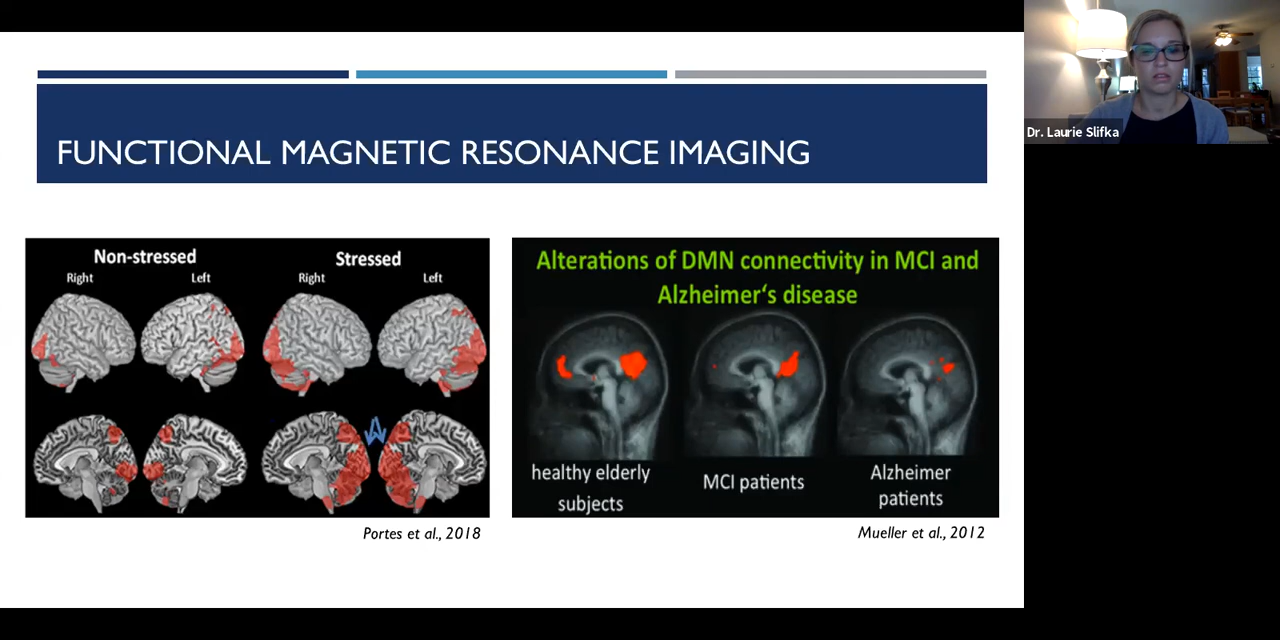 FUNCTIONAL MAGNETIC RESONANCE IMAGING
Non-stressed
Stressed
Right
Left
Right
Left
Portes et al., 2018
Alterations of DMN connectivity in MCI and
Alzheimer‘s disease
healthy elderly
subjects
MCI patients
Alzheimer
patients
Mueller et al., 2012
Dr. Laurie Slifka